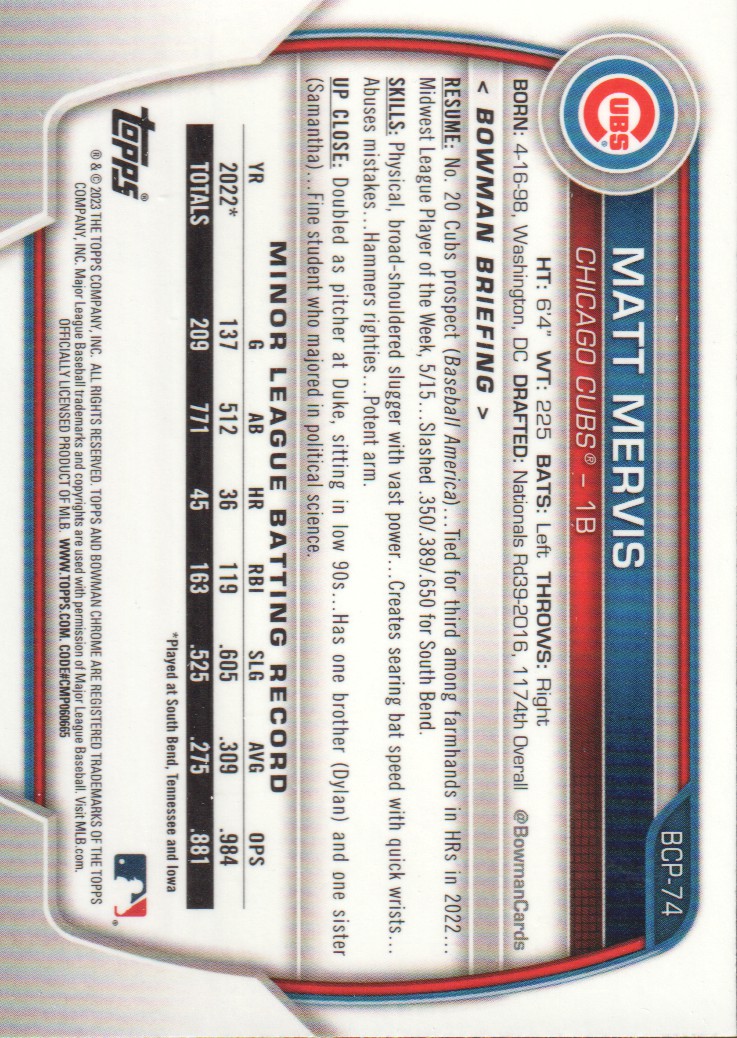 BCP-74
MATT MERVIS
CUBS®
CHICAGO CUBS® – 1B
HT: 6'4" WT: 225 BATS: Left THROWS: Right
BORN: 4-16-98, Washington, DC DRAFTED: Nationals Rd39-2016, 1174th Overall @BowmanCards
< BOWMAN BRIEFING >
RESUME: No. 20 Cubs prospect (Baseball America)...Tied for third among farmhands in HRs in 2022...
Midwest League Player of the Week, 5/15...Slashed .350/.389/.650 for South Bend.
SKILLS: Physical, broad-shouldered slugger with vast power...Creates searing bat speed with quick wrists...
Abuses mistakes...Hammers righties...Potent arm.
UP CLOSE: Doubled as pitcher at Duke, sitting in low 90s...Has one brother (Dylan) and one sister
(Samantha)...Fine student who majored in political science.
MINOR LEAGUE BATTING RECORD
YR G AB HR RBI SLG AVG OPS
2022* 137 512 36 119 .605 .309 .984
TOTALS 209 771 45 163 .525 .275 .881
*Played at South Bend, Tennessee and Iowa
topps®
® & © 2023 THE TOPPS COMPANY, INC. ALL RIGHTS RESERVED. TOPPS AND BOWMAN CHROME ARE REGISTERED TRADEMARKS OF THE TOPPS
COMPANY, INC. Major League Baseball trademarks and copyrights are used with permission of Major League Baseball. Visit MLB.com.
OFFICIALLY LICENSED PRODUCT OF MLB. WWW.TOPPS.COM. CODE#CMP060665